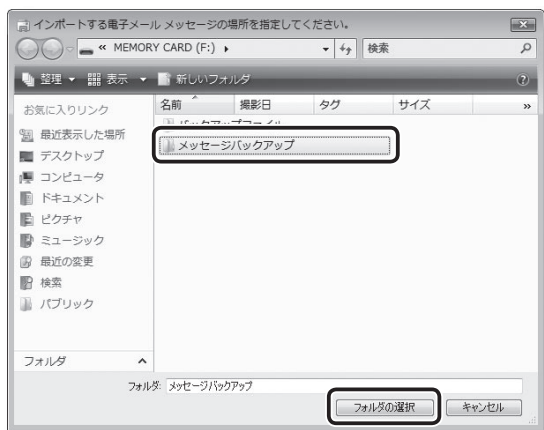 インポートする電子メール メッセージの場所を指定してください。
« MEMORY CARD (F:) ▸
検索
整理 ▼ 表示 ▼ 新しいフォルダ
お気に入りリンク
最近表示した場所
デスクトップ
コンピュータ
ドキュメント
ピクチャ
ミュージック
最近の変更
検索
パブリック
フォルダ
名前 撮影日 タグ サイズ »
メッセージバックアップ
フォルダ: メッセージバックアップ
フォルダの選択 キャンセル